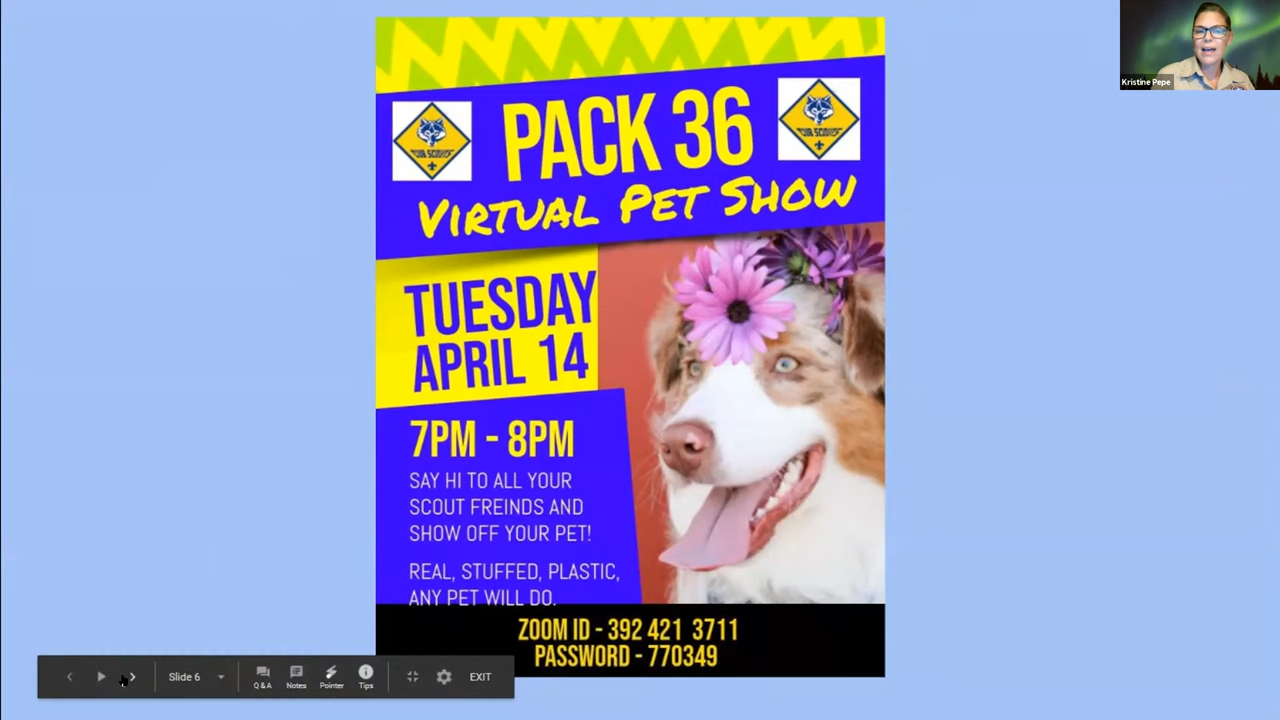 Kristine Pepe
PACK 36
CUB SCOUTS
CUB SCOUTS
VIRTUAL PET SHOW
TUESDAY
APRIL 14
7PM - 8PM
SAY HI TO ALL YOUR
SCOUT FREINDS AND
SHOW OFF YOUR PET!
REAL, STUFFED, PLASTIC,
ANY PET WILL DO.
ZOOM ID - 392 421 3711
PASSWORD - 770349
Slide 6
Q & A
Notes
Pointer
Tips
EXIT